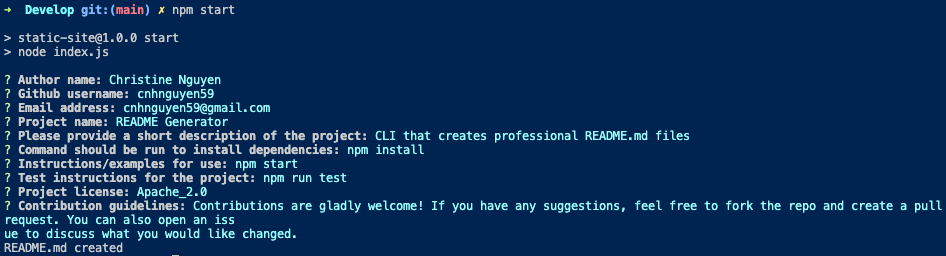 ➜  Develop git:(main) ✗ npm start
> static-site@1.0.0 start
> node index.js
? Author name: Christine Nguyen
? Github username: cnhnguyen59
? Email address: cnhnguyen59@gmail.com
? Project name: README Generator
? Please provide a short description of the project: CLI that creates professional README.md files
? Command should be run to install dependencies: npm install
? Instructions/examples for use: npm start
? Test instructions for the project: npm run test
? Project license: Apache_2.0
? Contribution guidelines: Contributions are gladly welcome! If you have any suggestions, feel free to fork the repo and create a pull
request. You can also open an iss
ue to discuss what you would like changed.
README.md created